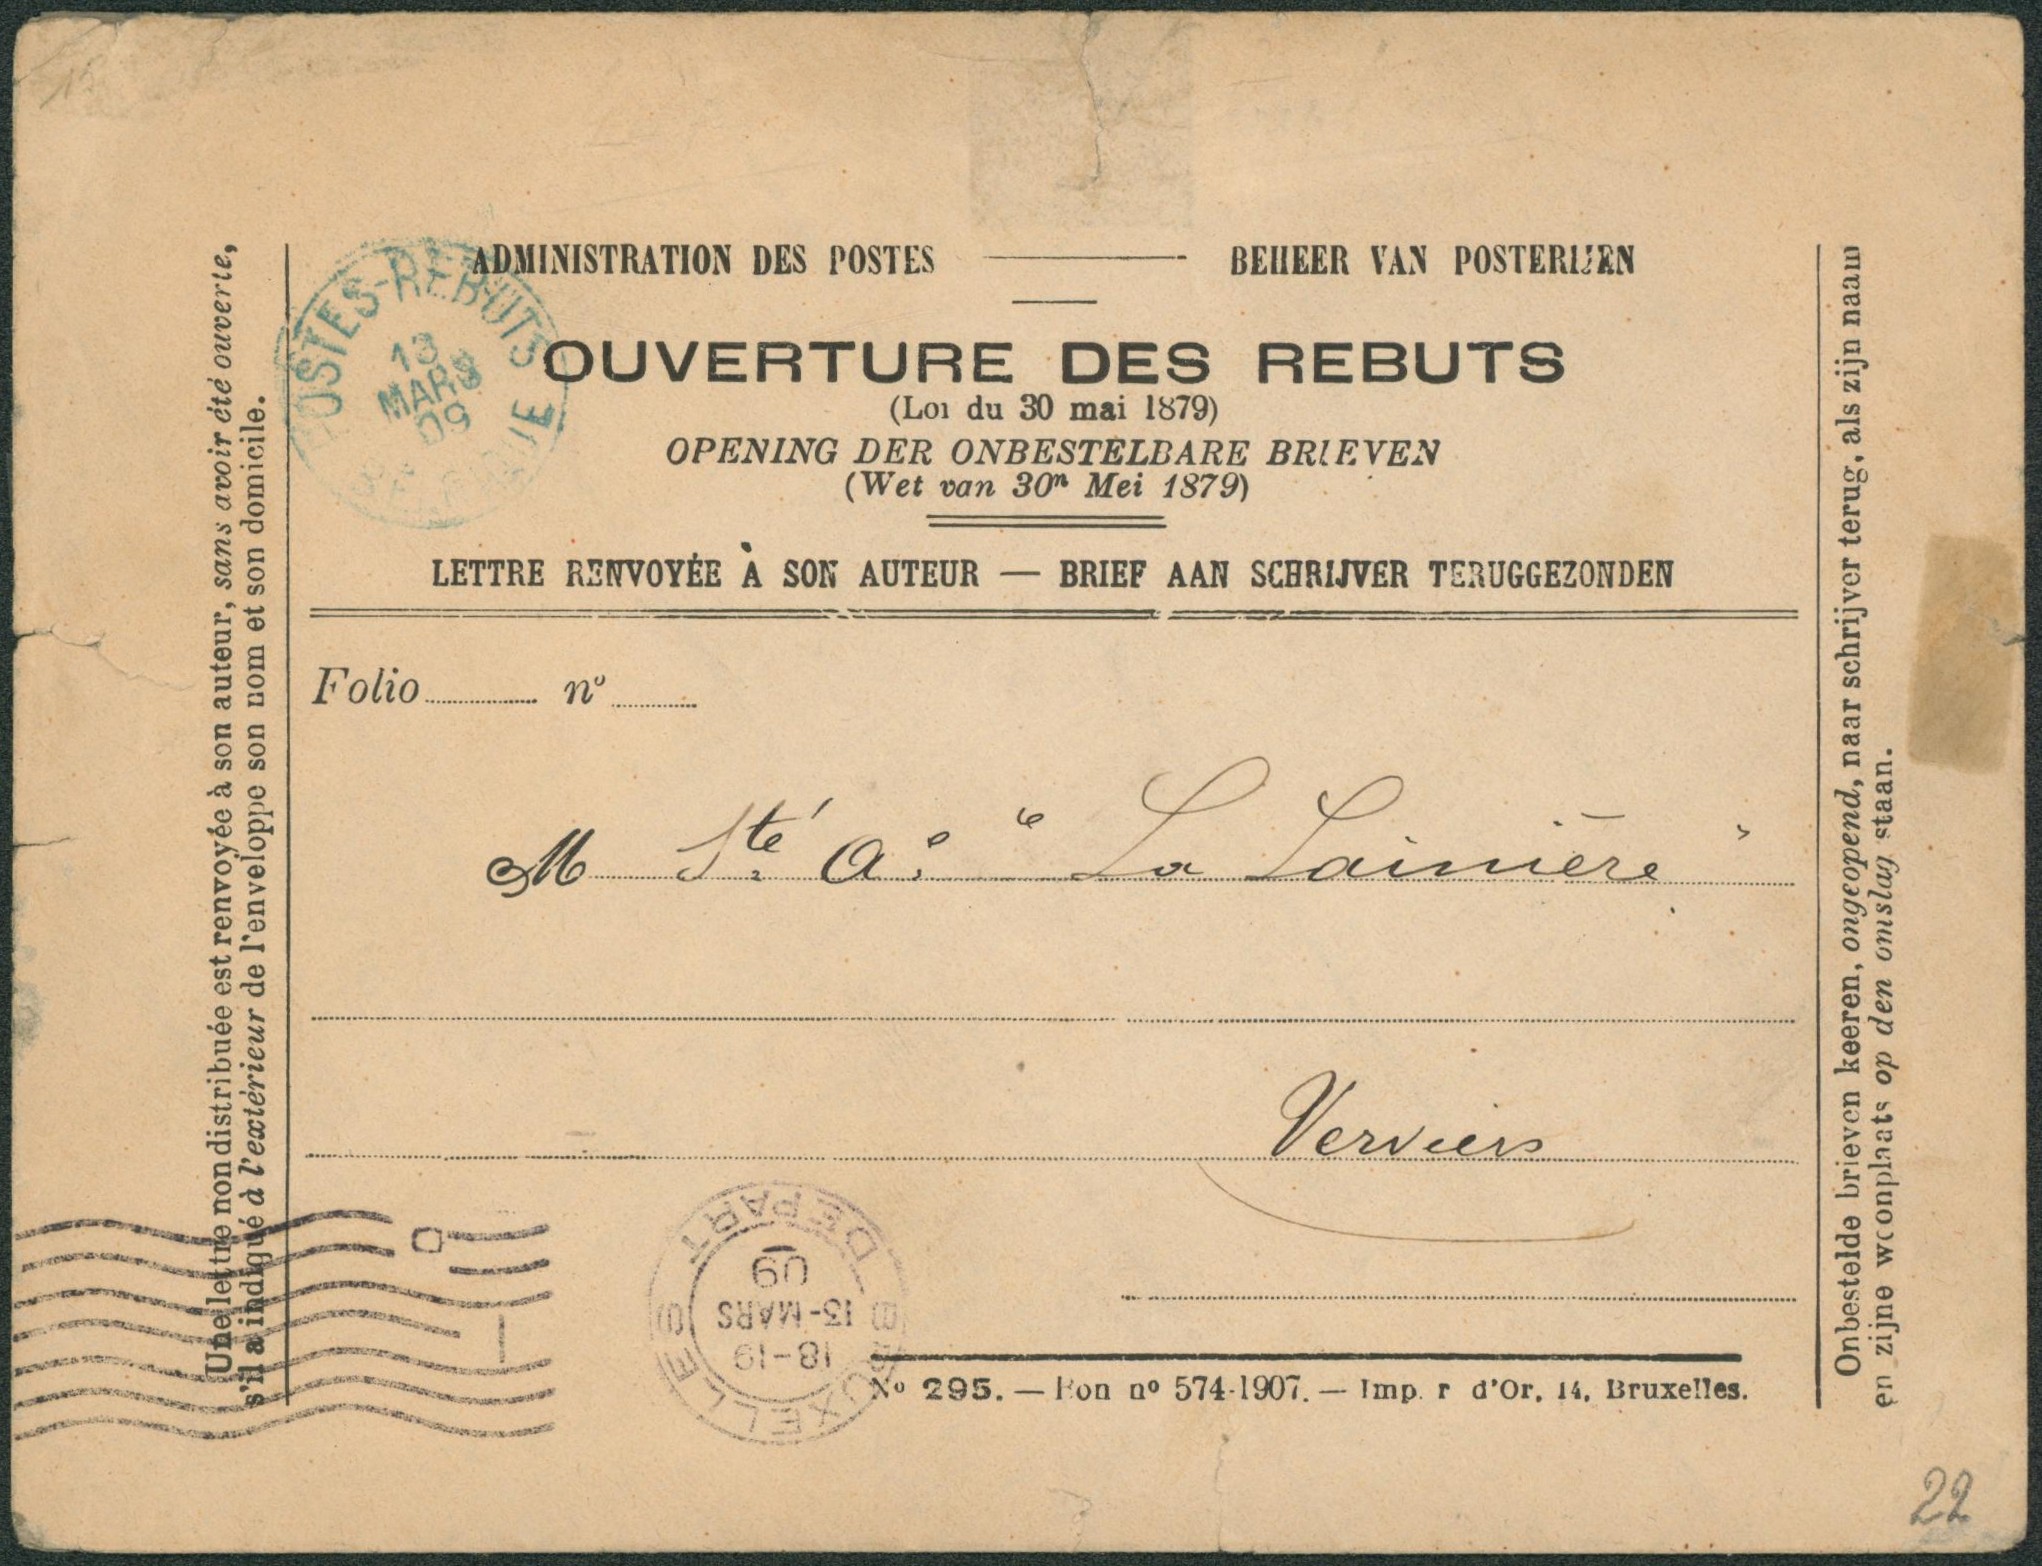 ADMINISTRATION DES POSTES — BEHEER VAN POSTERIJEN
OUVERTURE DES REBUTS
(Loi du 30 mai 1879)
OPENING DER ONBESTELBARE BRIEVEN
(Wet van 30n Mei 1879)
LETTRE RENVOYÉE À SON AUTEUR — BRIEF AAN SCHRIJVER TERUGGEZONDEN
Folio n°
M Sté Ae "La Lainière"
Verviers
N° 295. — Bon n° 574-1907. — Imp. r d'Or, 14, Bruxelles.
Une lettre non distribuée est renvoyée à son auteur, sans avoir été ouverte,
s'il a indiqué à l'extérieur de l'enveloppe son nom et son domicile.
Onbestelde brieven keeren, ongeopend, naar schrijver terug, als zijn naam
en zijne woonplaats op den omslag staan.
POSTES-REBUTS
13
MARS
09
BRUXELLES (1)
18-19
13-MARS
09
DEPART
22